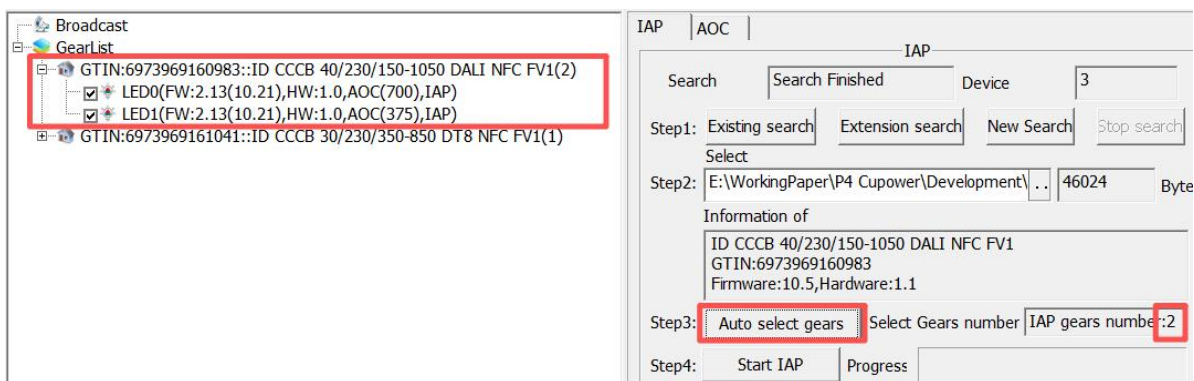 Broadcast
GearList
GTIN:6973969160983::ID CCCB 40/230/150-1050 DALI NFC FV1(2)
LED0(FW:2.13(10.21),HW:1.0,AOC(700),IAP)
LED1(FW:2.13(10.21),HW:1.0,AOC(375),IAP)
GTIN:6973969161041::ID CCCB 30/230/350-850 DT8 NFC FV1(1)
IAP AOC
IAP
Search Search Finished Device 3
Step1: Existing search Extension search New Search Stop search
Select
Step2: E:\WorkingPaper\P4 Cupower\Development\ .. 46024 Byte
Information of
ID CCCB 40/230/150-1050 DALI NFC FV1
GTIN:6973969160983
Firmware:10.5,Hardware:1.1
Step3: Auto select gears Select Gears number IAP gears number:2
Step4: Start IAP Progress